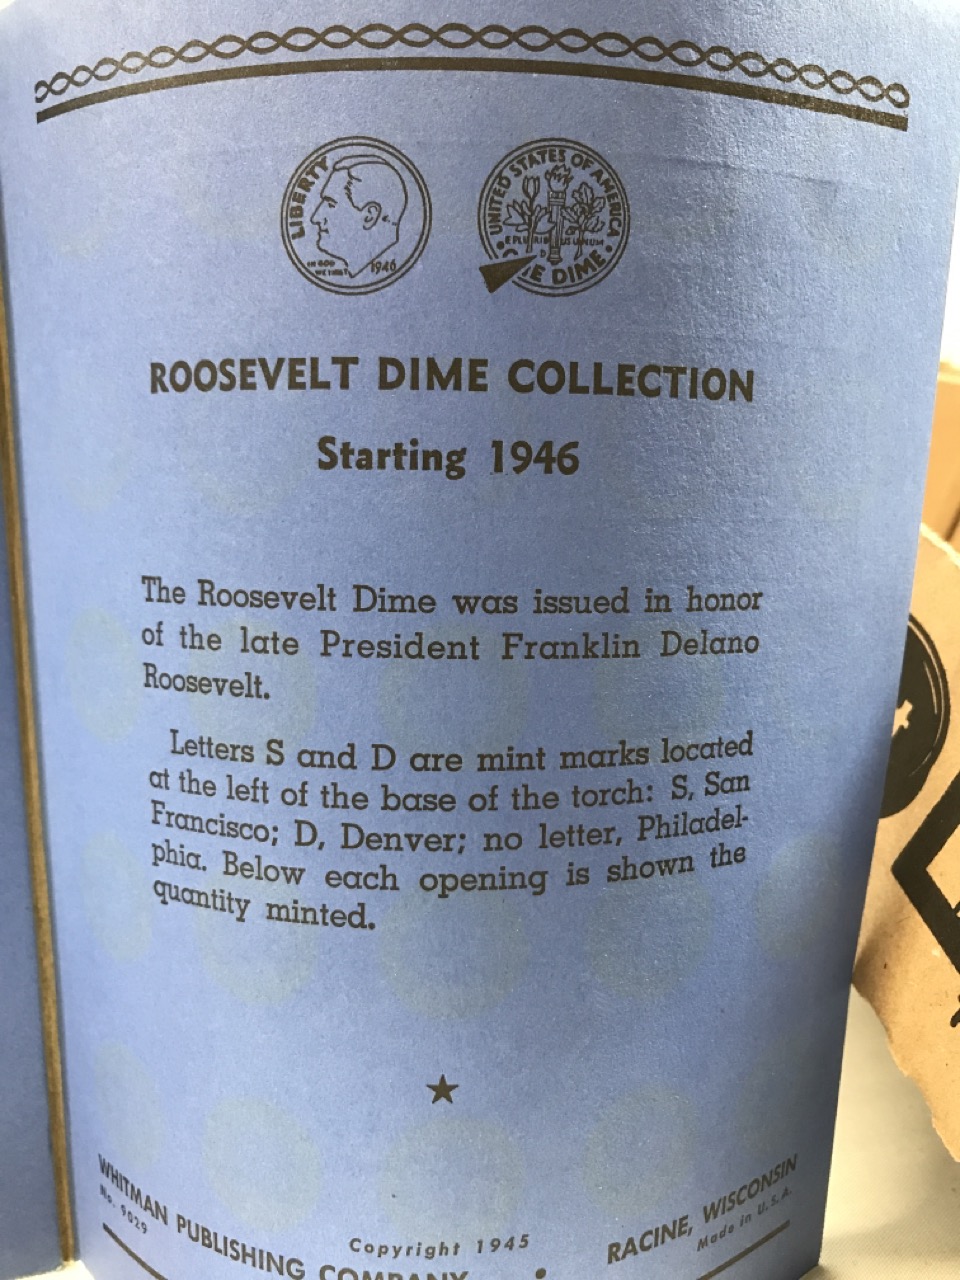 LIBERTY
IN GOD
WE TRUST
1946
UNITED STATES OF AMERICA
E PLURIBUS UNUM
D
DIME
ROOSEVELT DIME COLLECTION
Starting 1946
The Roosevelt Dime was issued in honor
of the late President Franklin Delano
Roosevelt.
Letters S and D are mint marks located
at the left of the base of the torch: S, San
Francisco; D, Denver; no letter, Philadel-
phia. Below each opening is shown the
quantity minted.
WHITMAN PUBLISHING COMPANY • RACINE, WISCONSIN
No. 9029
Copyright 1945
Made in U.S.A.